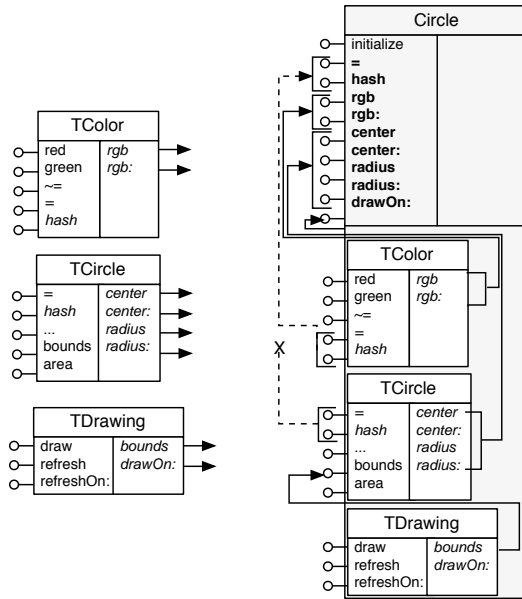 Circle
initialize
=
hash
rgb
rgb:
center
center:
radius
radius:
drawOn:
TColor
red rgb
green rgb:
~=
=
hash
TCircle
= center
hash center:
... radius
bounds radius:
area
TDrawing
draw bounds
refresh drawOn:
refreshOn:
X
TColor
red rgb
green rgb:
~=
=
hash
TCircle
= center
hash center:
... radius
bounds radius:
area
TDrawing
draw bounds
refresh drawOn:
refreshOn: